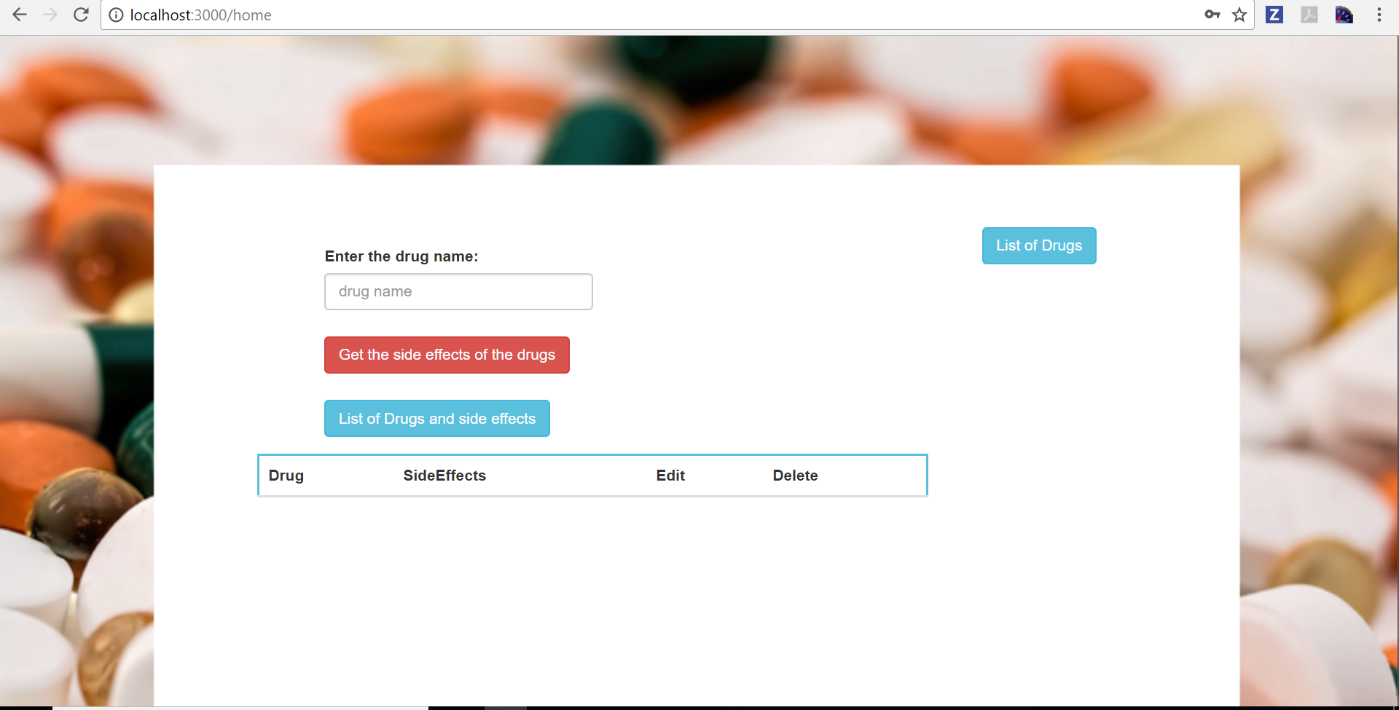 localhost:3000/home
Z
List of Drugs
Enter the drug name:
drug name
Get the side effects of the drugs
List of Drugs and side effects
Drug SideEffects Edit Delete